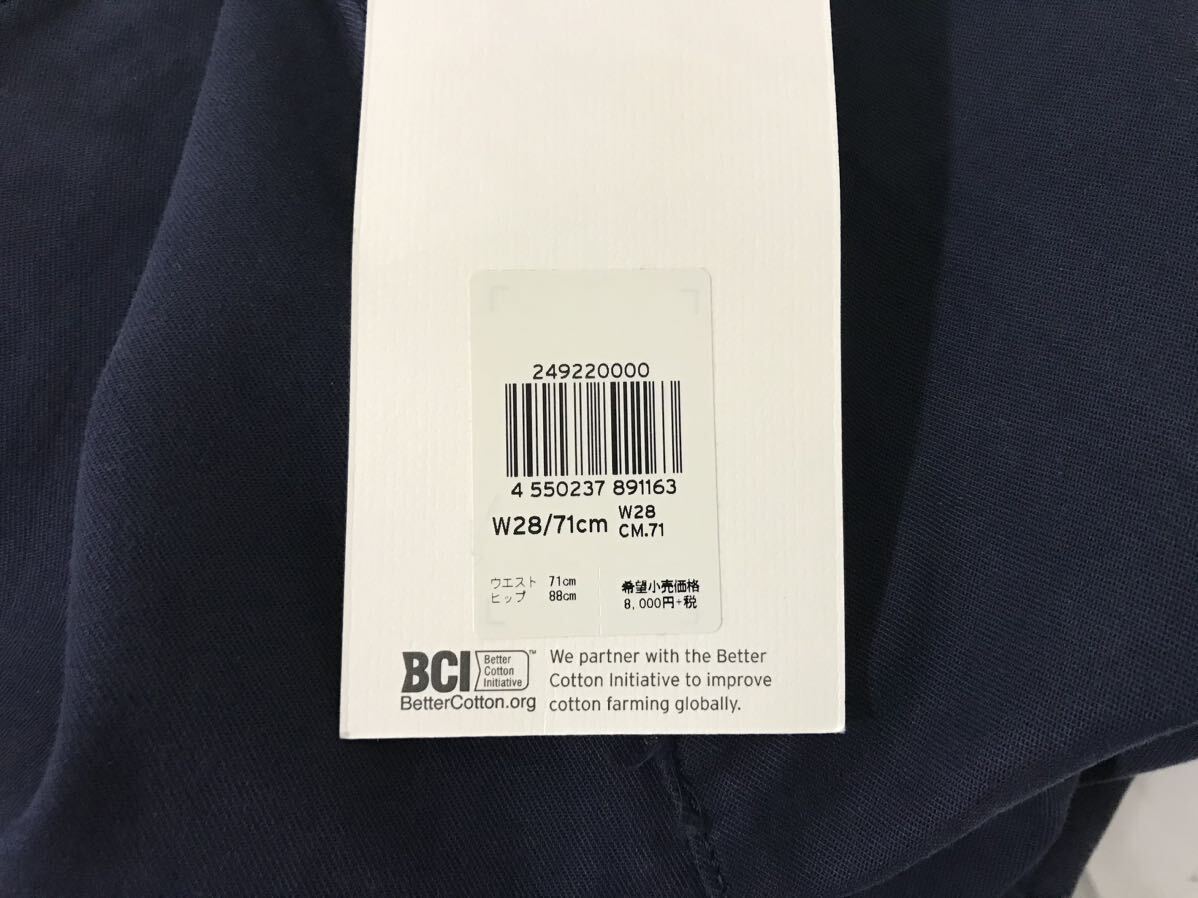 249220000
4 550237 891163
W28/71cm
W28
CM.71
ウエスト 71cm
ヒップ 88cm
希望小売価格
8,000円+税
BCI
Better
Cotton
Initiative
™
BetterCotton.org
We partner with the Better
Cotton Initiative to improve
cotton farming globally.